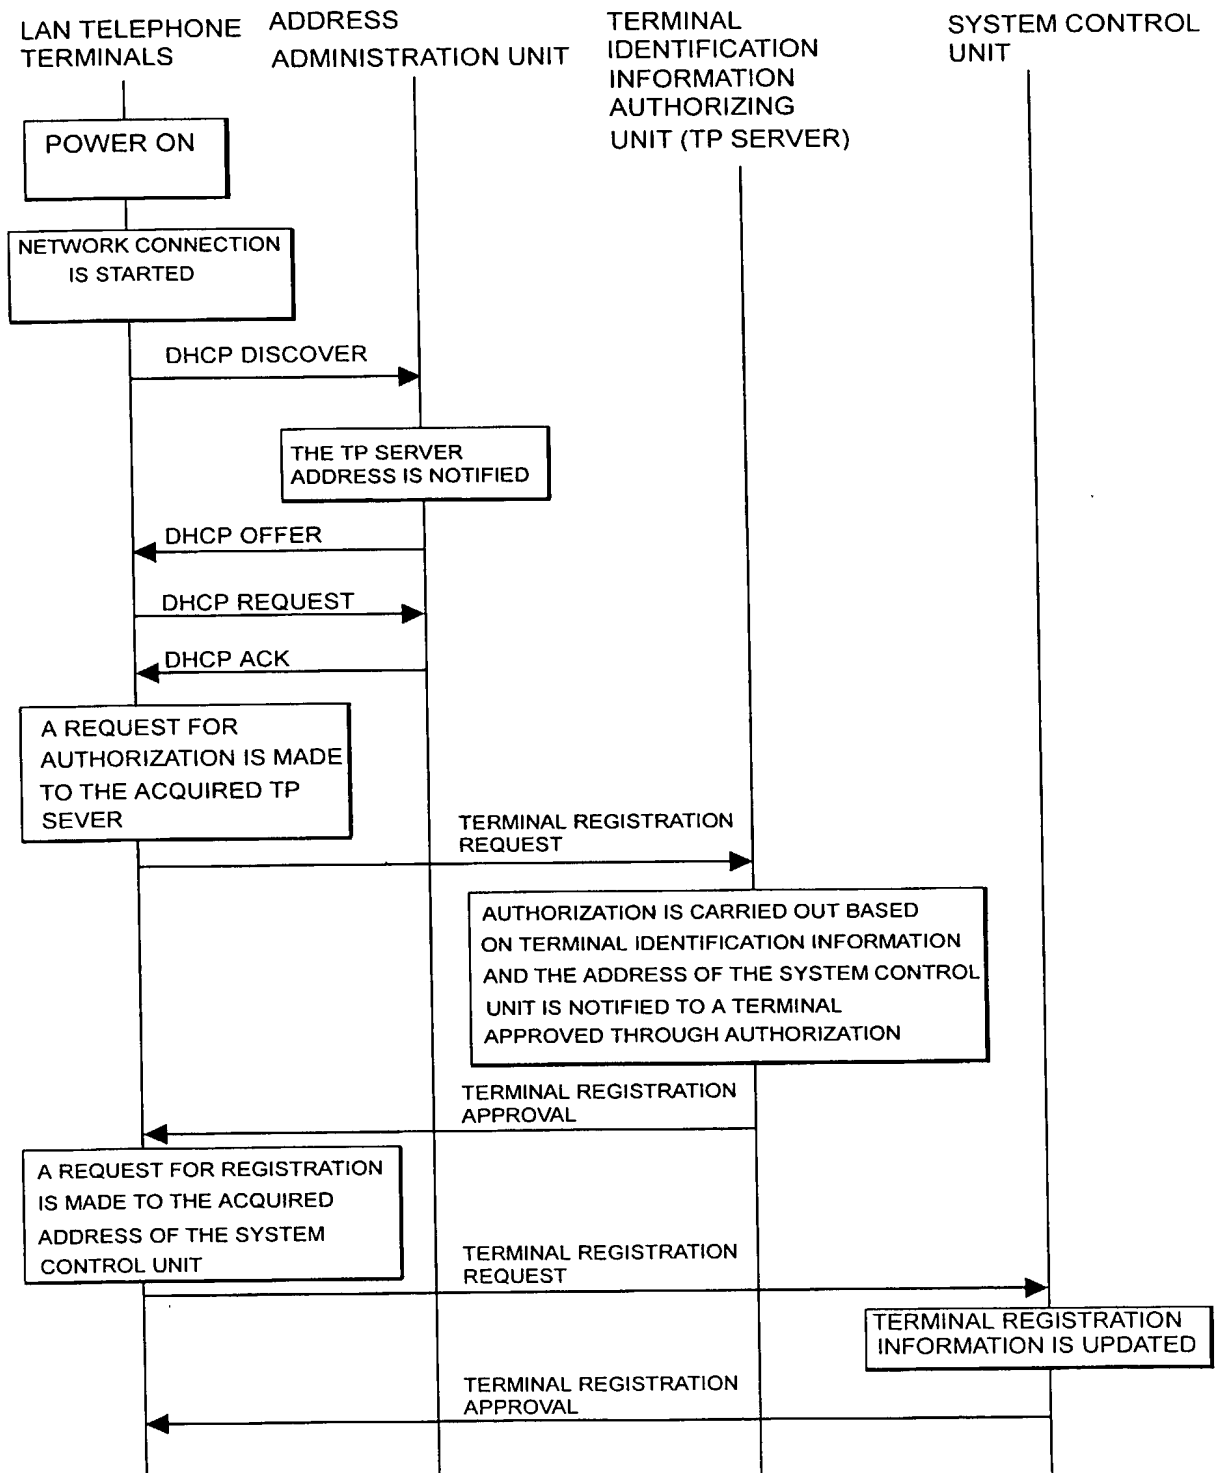 LAN TELEPHONE
TERMINALS
ADDRESS
ADMINISTRATION UNIT
TERMINAL
IDENTIFICATION
INFORMATION
AUTHORIZING
UNIT (TP SERVER)
SYSTEM CONTROL
UNIT
POWER ON
NETWORK CONNECTION
IS STARTED
DHCP DISCOVER
THE TP SERVER
ADDRESS IS NOTIFIED
DHCP OFFER
DHCP REQUEST
DHCP ACK
A REQUEST FOR
AUTHORIZATION IS MADE
TO THE ACQUIRED TP
SEVER
TERMINAL REGISTRATION
REQUEST
AUTHORIZATION IS CARRIED OUT BASED
ON TERMINAL IDENTIFICATION INFORMATION
AND THE ADDRESS OF THE SYSTEM CONTROL
UNIT IS NOTIFIED TO A TERMINAL
APPROVED THROUGH AUTHORIZATION
TERMINAL REGISTRATION
APPROVAL
A REQUEST FOR REGISTRATION
IS MADE TO THE ACQUIRED
ADDRESS OF THE SYSTEM
CONTROL UNIT
TERMINAL REGISTRATION
REQUEST
TERMINAL REGISTRATION
INFORMATION IS UPDATED
TERMINAL REGISTRATION
APPROVAL